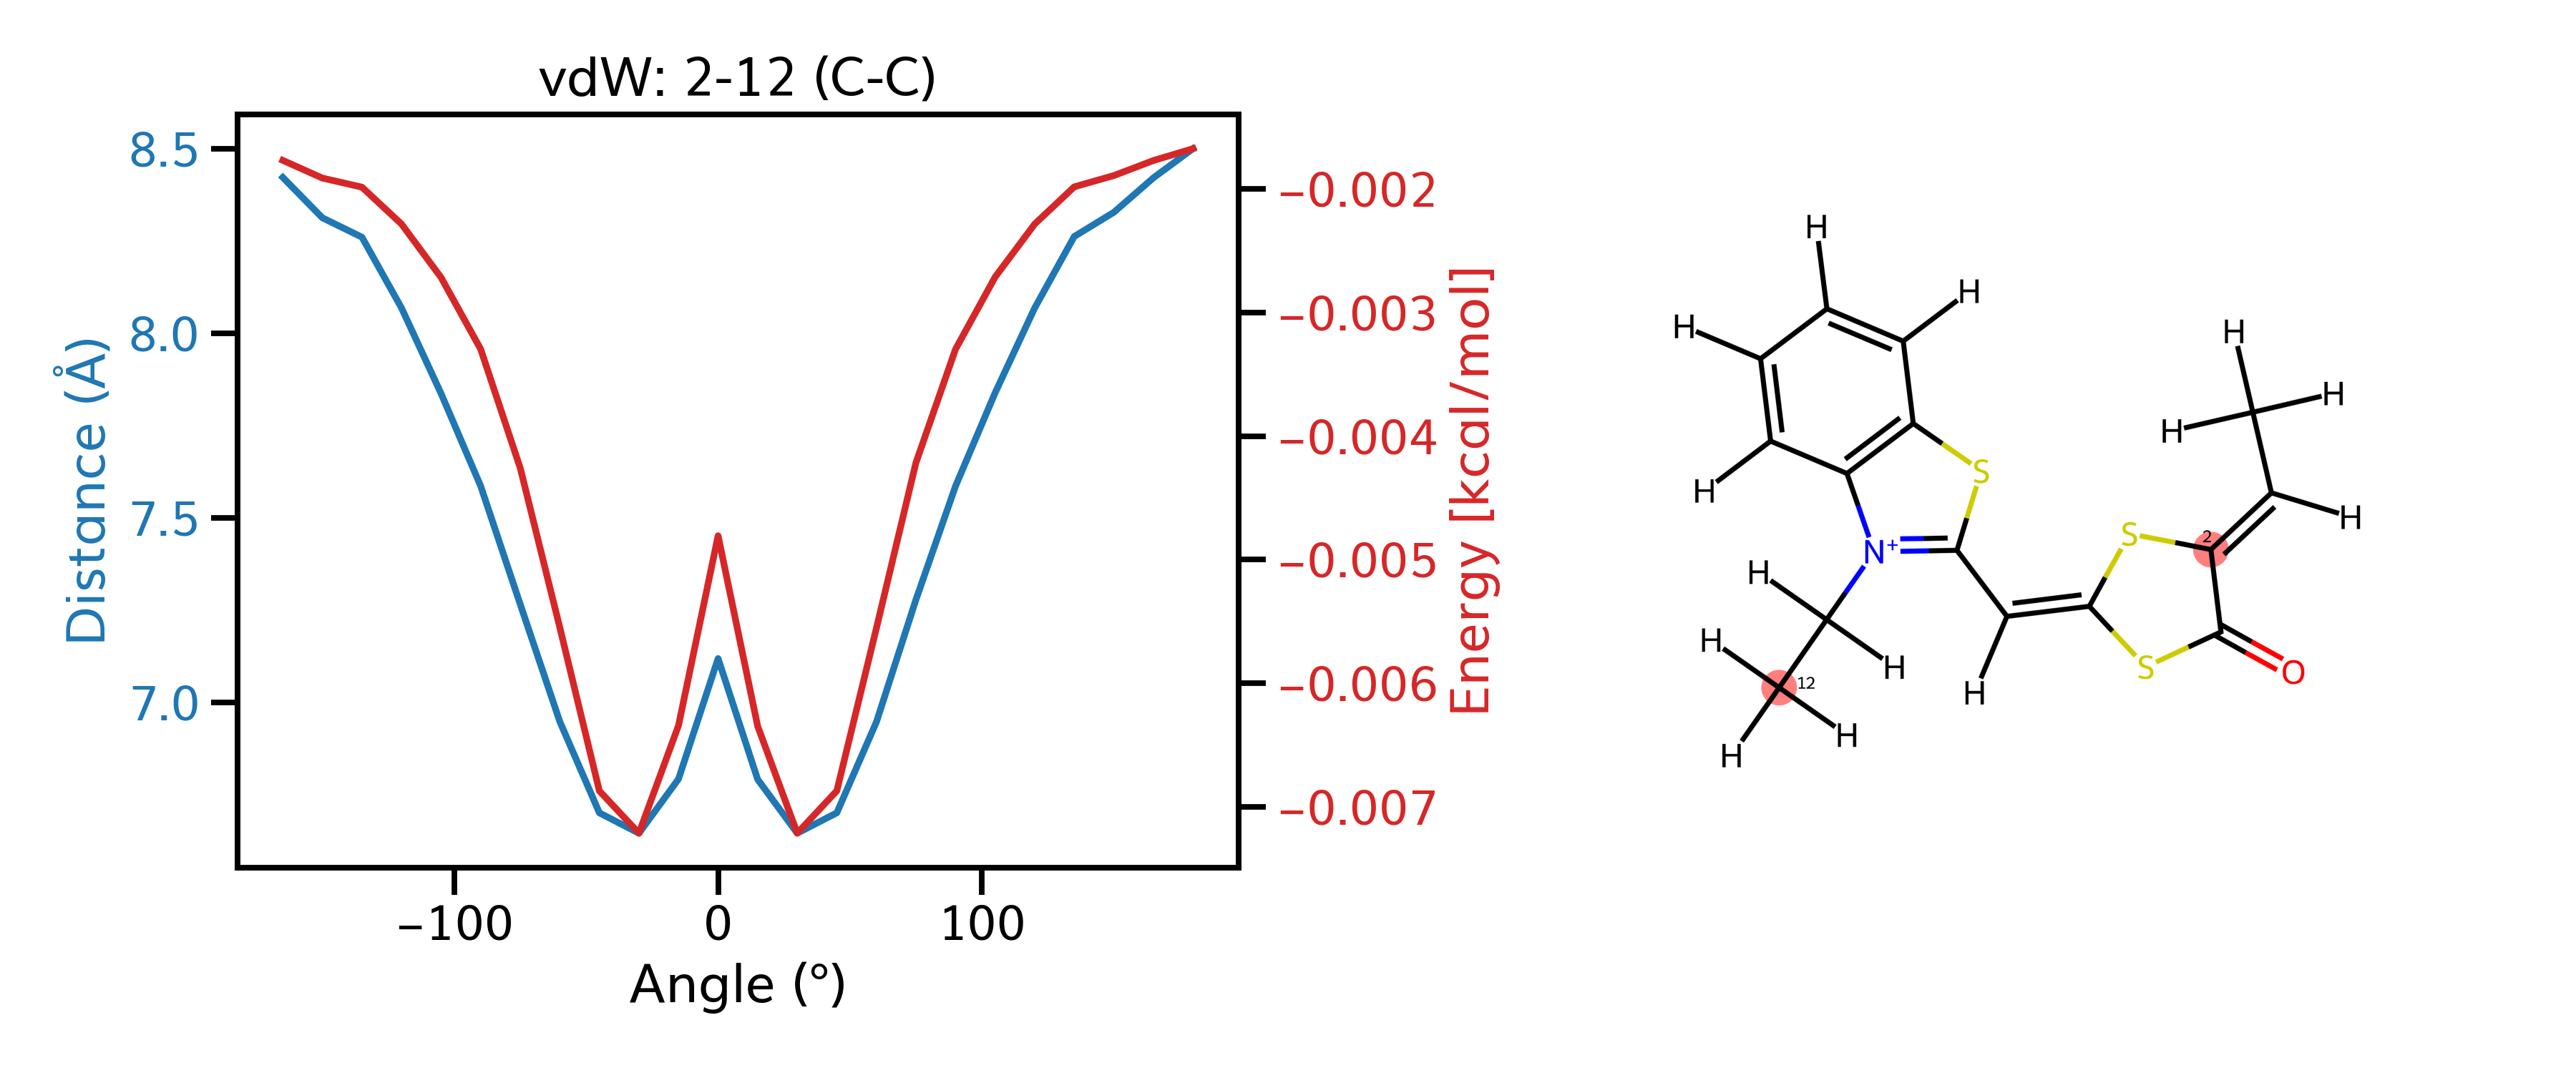 vdW: 2-12 (C-C)
8.5
8.0
7.5
7.0
Distance (Å)
−0.002
−0.003
−0.004
−0.005
−0.006
−0.007
Energy [kcal/mol]
−100 0 100
Angle (°)
H
H
H
H
H
H
H
S
H
S
2
H
N+
H
H
H
12
S
O
H
H
H